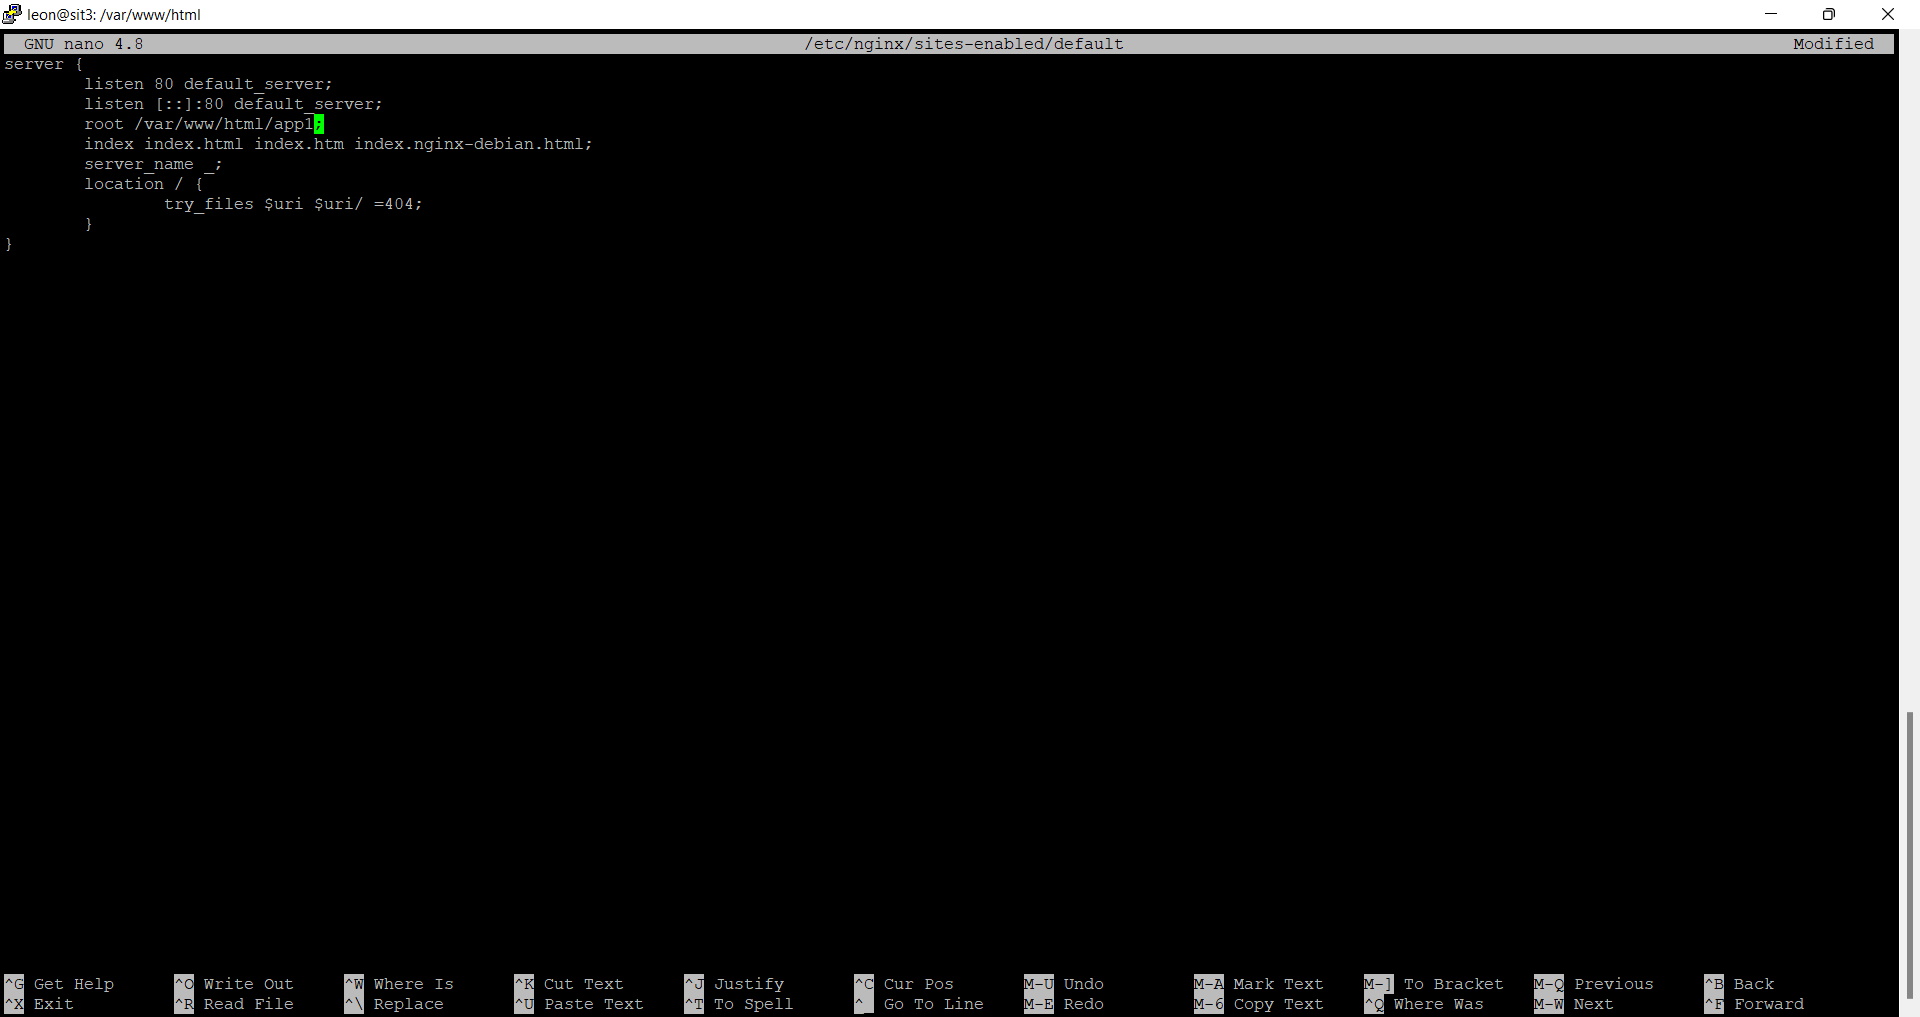 leon@sit3: /var/www/html
GNU nano 4.8 /etc/nginx/sites-enabled/default Modified
server {
listen 80 default_server;
listen [::]:80 default_server;
root /var/www/html/app1;
index index.html index.htm index.nginx-debian.html;
server_name _;
location / {
try_files $uri $uri/ =404;
}
}
^G Get Help ^O Write Out ^W Where Is ^K Cut Text ^J Justify ^C Cur Pos M-U Undo M-A Mark Text M-] To Bracket M-Q Previous ^B Back
^X Exit ^R Read File ^\ Replace ^U Paste Text ^T To Spell ^_ Go To Line M-E Redo M-6 Copy Text ^Q Where Was M-W Next ^F Forward